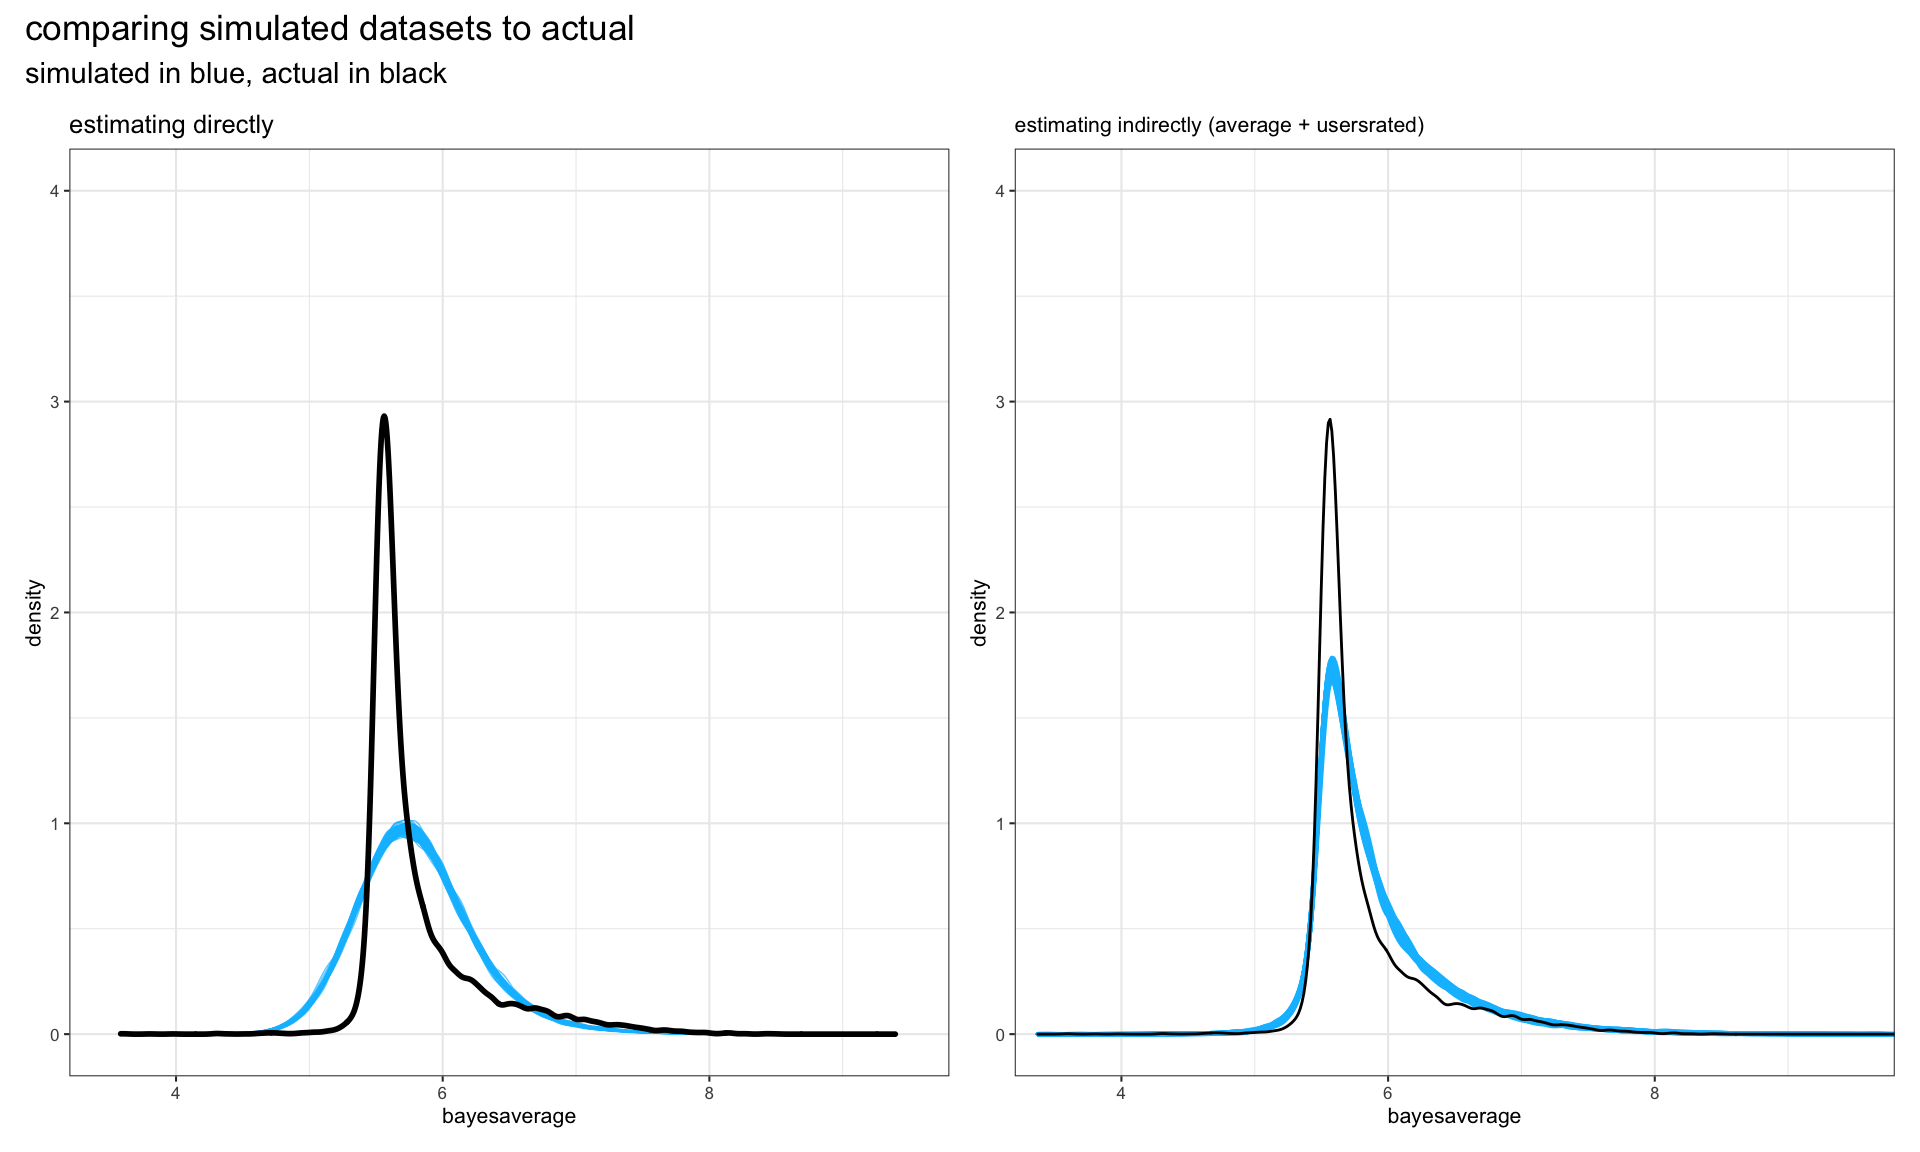 comparing simulated datasets to actual
simulated in blue, actual in black
estimating directly
4
3
2
1
0
density
4
6
8
bayesaverage
estimating indirectly (average + usersrated)
4
3
2
1
0
density
4
6
8
bayesaverage